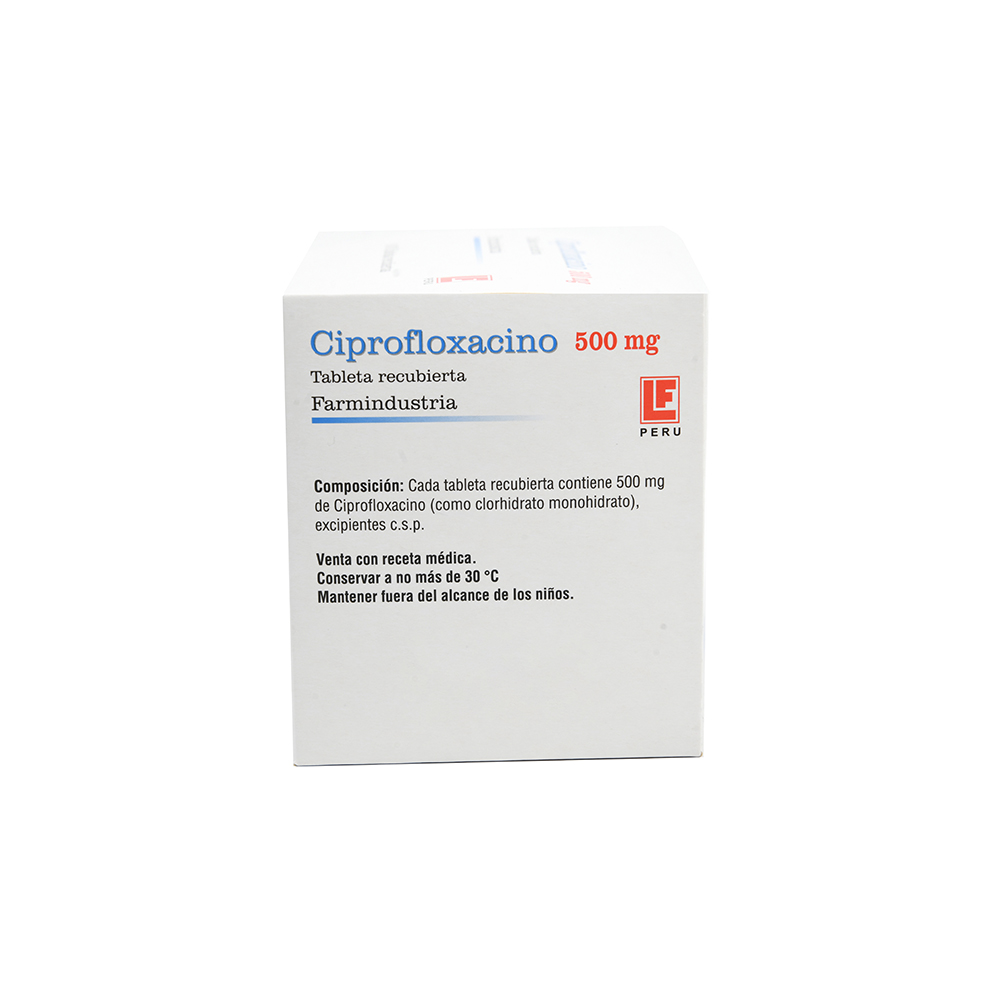 Ciprofloxacino 500 mg
Tableta recubierta
Farmindustria
LF
PERU
Composición: Cada tableta recubierta contiene 500 mg
de Ciprofloxacino (como clorhidrato monohidrato),
excipientes c.s.p.
Venta con receta médica.
Conservar a no más de 30 °C
Mantener fuera del alcance de los niños.